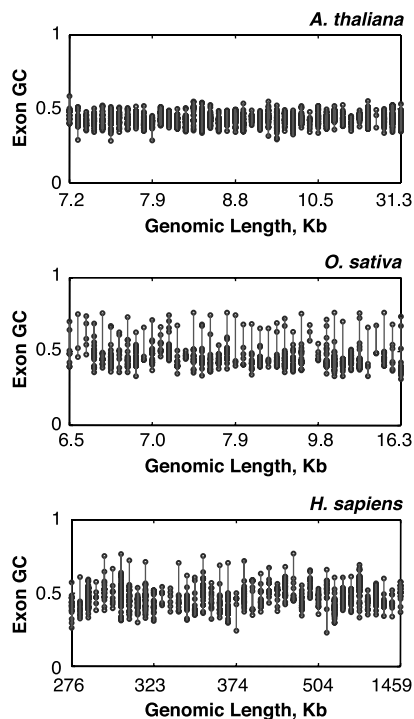 A. thaliana
1
0.5
0
Exon GC
7.2 7.9 8.8 10.5 31.3
Genomic Length, Kb
O. sativa
1
0.5
0
Exon GC
6.5 7.0 7.9 9.8 16.3
Genomic Length, Kb
H. sapiens
1
0.5
0
Exon GC
276 323 374 504 1459
Genomic Length, Kb